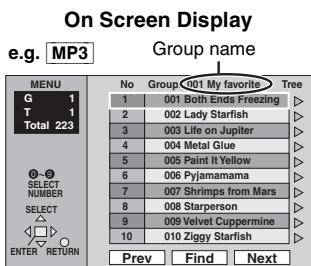 On Screen Display
e.g. MP3
Group name
MENU
G 1
T 1
Total 223
0~9
SELECT
NUMBER
SELECT
ENTER RETURN
No Group: 001 My favorite Tree
1 001 Both Ends Freezing
2 002 Lady Starfish
3 003 Life on Jupiter
4 004 Metal Glue
5 005 Paint It Yellow
6 006 Pyjamamama
7 007 Shrimps from Mars
8 008 Starperson
9 009 Velvet Cuppermine
10 010 Ziggy Starfish
Prev Find Next